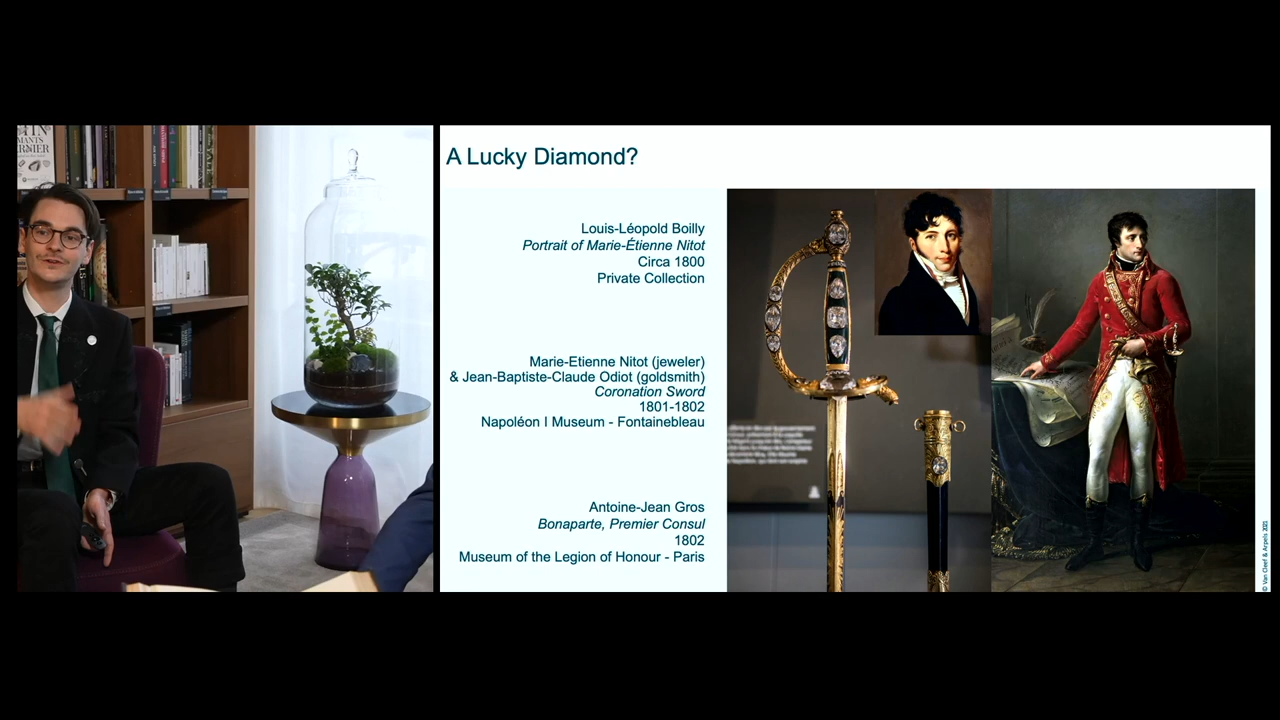 A Lucky Diamond?
Louis-Léopold Boilly
Portrait of Marie-Étienne Nitot
Circa 1800
Private Collection
Marie-Etienne Nitot (jeweler)
& Jean-Baptiste-Claude Odiot (goldsmith)
Coronation Sword
1801-1802
Napoléon I Museum - Fontainebleau
Antoine-Jean Gros
Bonaparte, Premier Consul
1802
Museum of the Legion of Honour - Paris
© Van Cleef & Arpels 2021